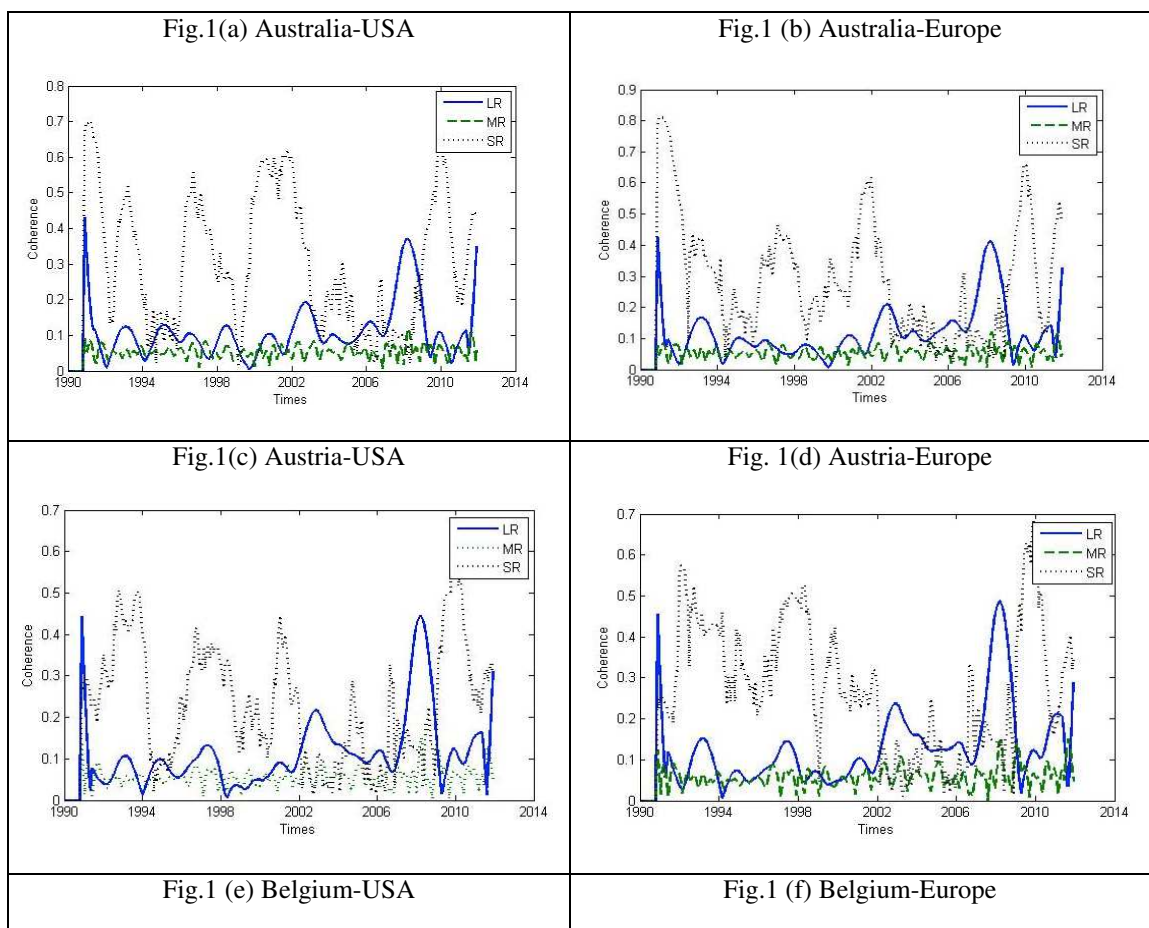 Fig.1(a) Australia-USA
0.8
0.7
0.6
0.5
0.4
0.3
0.2
0.1
0
Coherence
1990
1994
1998
2002
2006
2010
2014
Times
LR
MR
SR
Fig.1 (b) Australia-Europe
0.9
0.8
0.7
0.6
0.5
0.4
0.3
0.2
0.1
0
Coherence
1990
1994
1998
2002
2006
2010
2014
Times
LR
MR
SR
Fig.1(c) Austria-USA
0.7
0.6
0.5
0.4
0.3
0.2
0.1
0
Coherence
1990
1994
1998
2002
2006
2010
2014
Times
LR
MR
SR
Fig. 1(d) Austria-Europe
0.7
0.6
0.5
0.4
0.3
0.2
0.1
0
Coherence
1990
1994
1998
2002
2006
2010
2014
Times
LR
MR
SR
Fig.1 (e) Belgium-USA
Fig.1 (f) Belgium-Europe